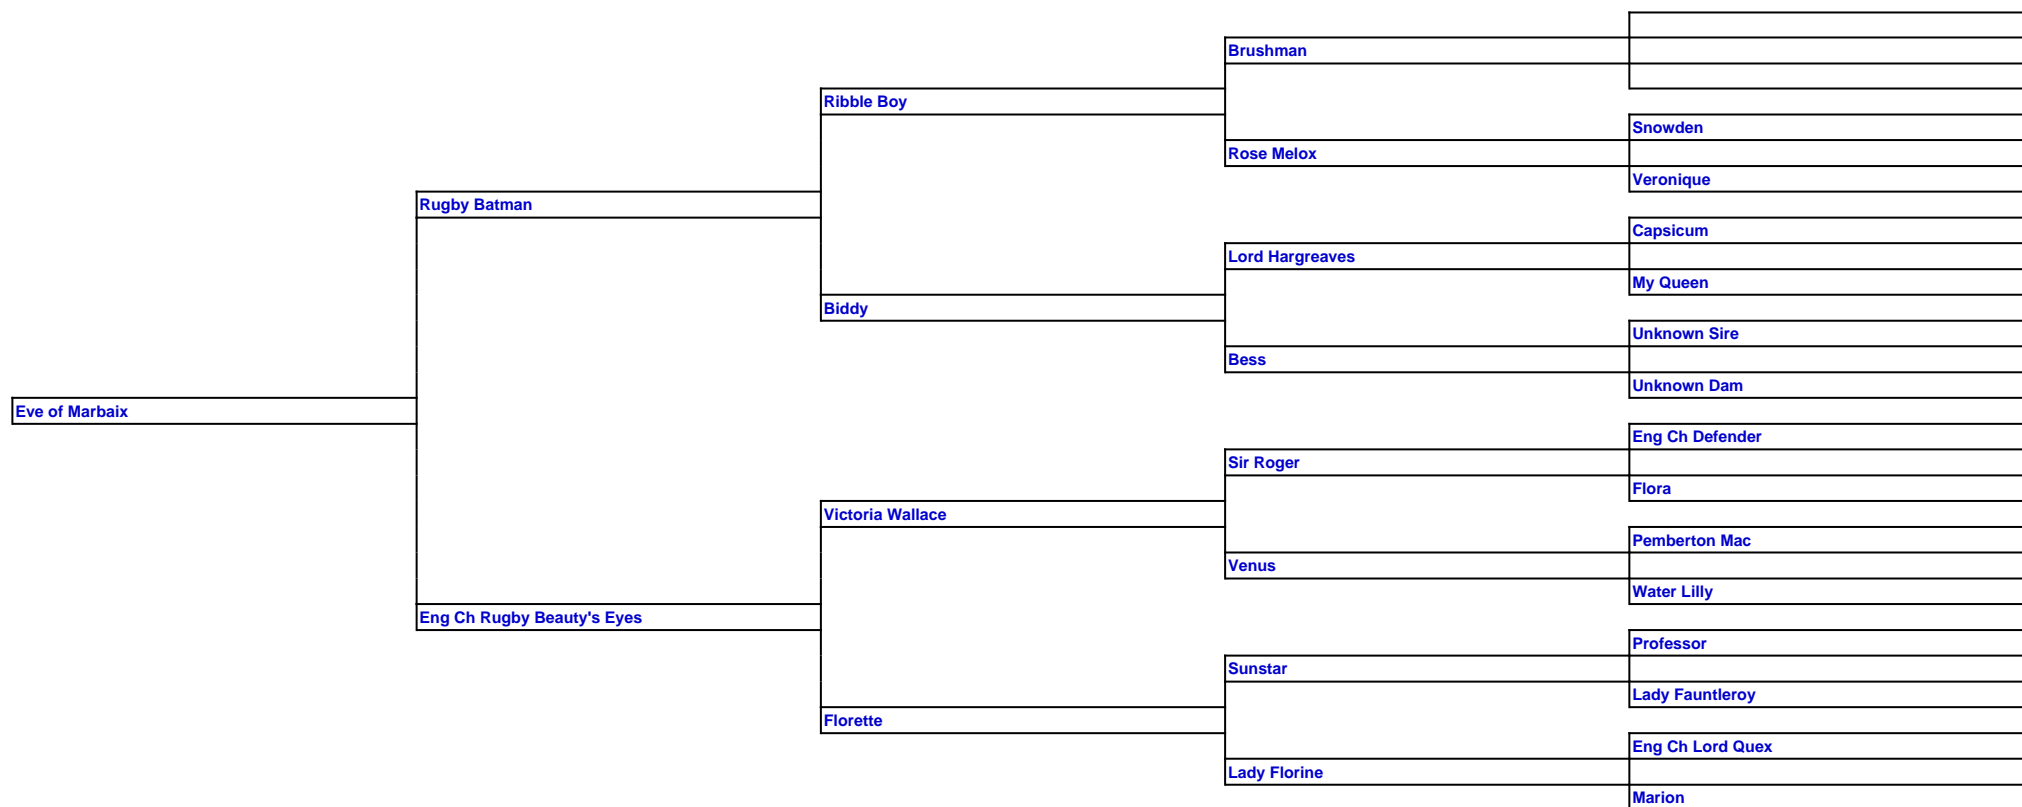 Brushman
Ribble Boy
Snowden
Rose Melox
Veronique
Rugby Batman
Capsicum
Lord Hargreaves
My Queen
Biddy
Unknown Sire
Bess
Unknown Dam
Eve of Marbaix
Eng Ch Defender
Sir Roger
Flora
Victoria Wallace
Pemberton Mac
Venus
Water Lilly
Eng Ch Rugby Beauty's Eyes
Professor
Sunstar
Lady Fauntleroy
Florette
Eng Ch Lord Quex
Lady Florine
Marion